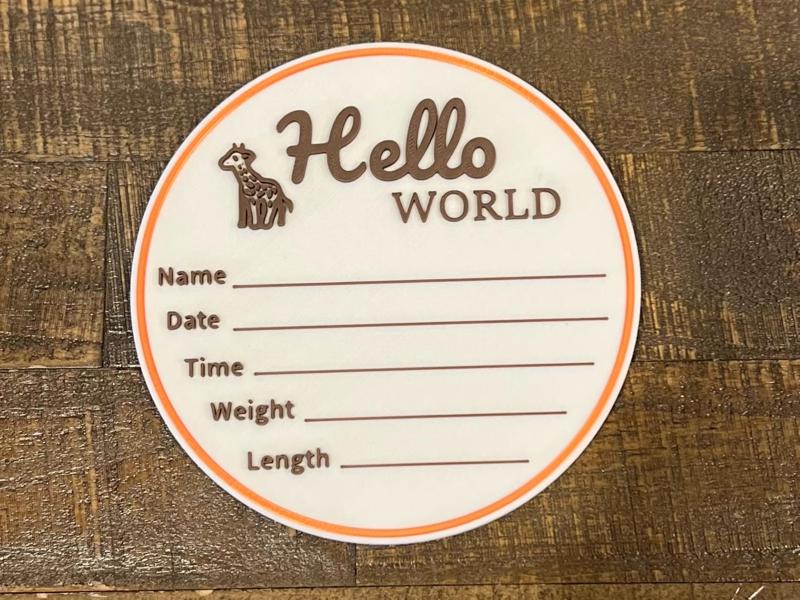 Hello
WORLD
Name
Date
Time
Weight
Length